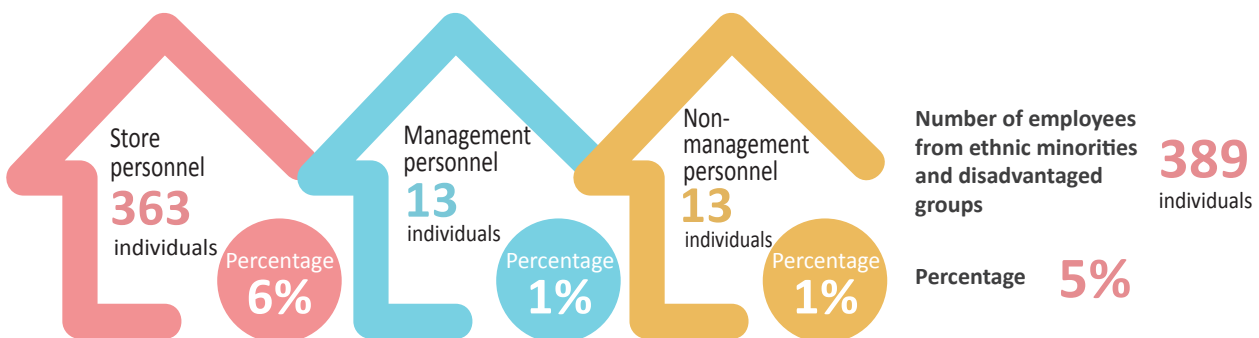 Store
personnel
363
individuals
Percentage
6%
Management
personnel
13
individuals
Percentage
1%
Non-
management
personnel
13
individuals
Percentage
1%
Number of employees
from ethnic minorities
and disadvantaged
groups
389
individuals
Percentage
5%